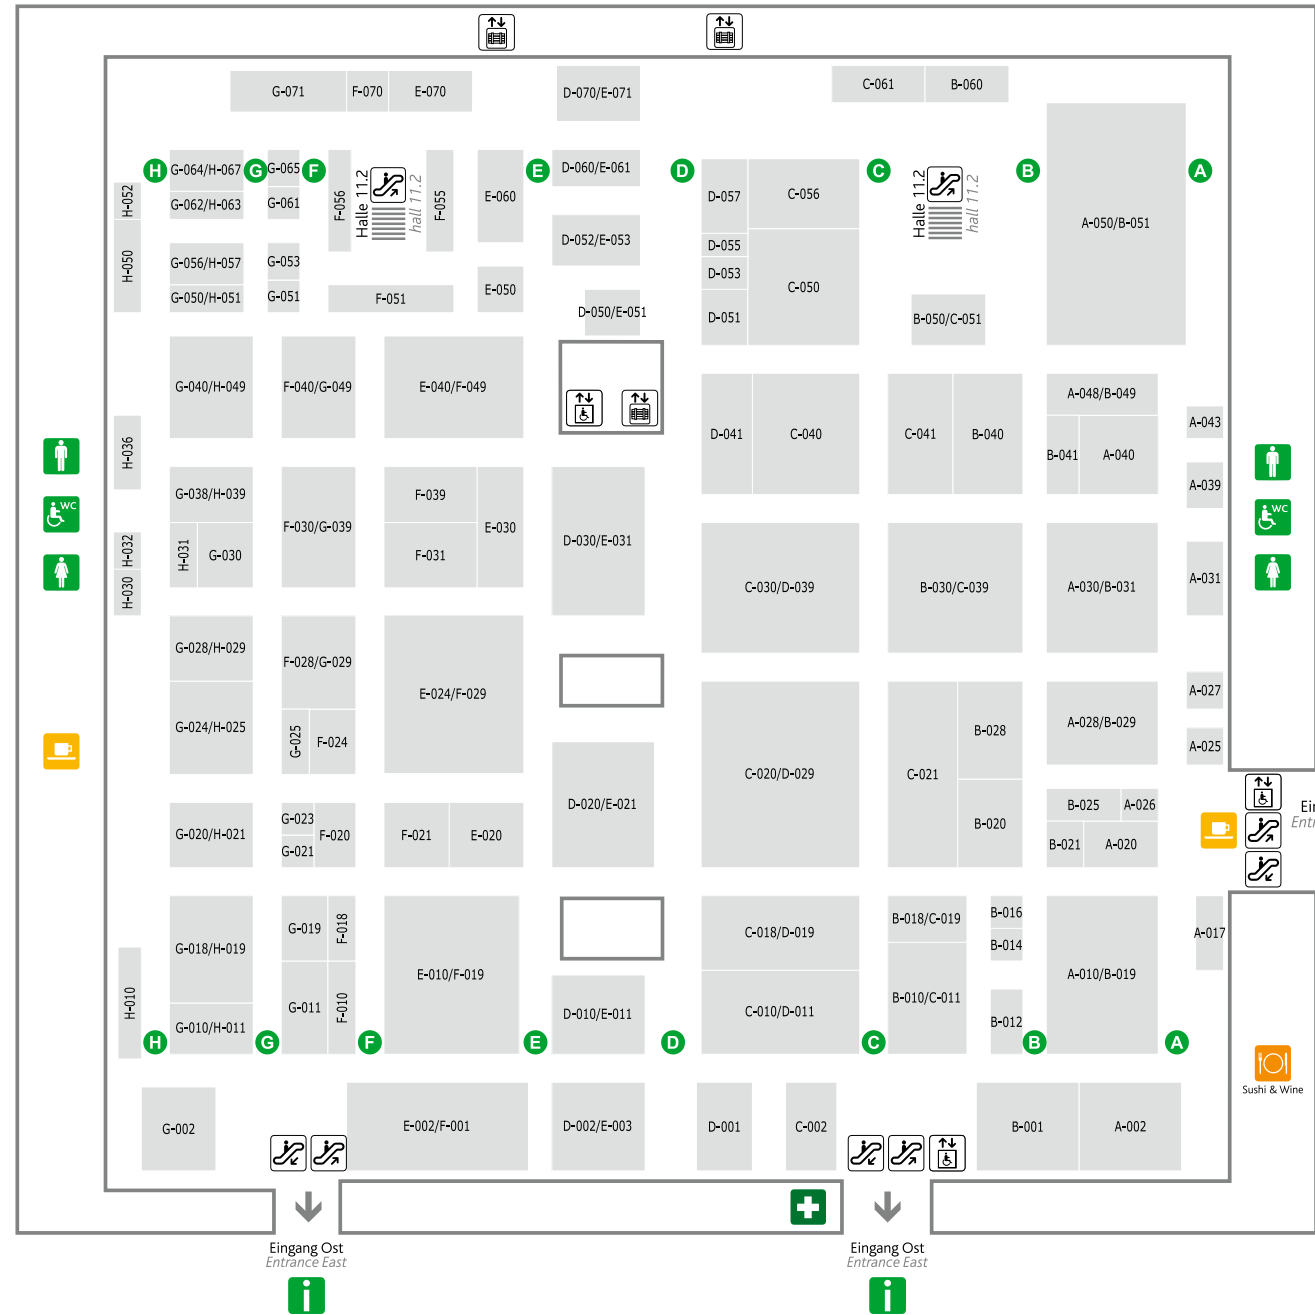 C-061
B-060
G-071
F-070
E-070
D-070/E-071
H
G-064/H-067
G
G-065
F
E
D-060/E-061
D
C
B
A
H-052
G-062/H-063
G-061
F-056
Halle 11.2
hall 11.2
F-055
E-060
D-057
C-056
Halle 11.2
hall 11.2
A-050/B-051
H-050
G-056/H-057
G-053
D-052/E-053
D-055
D-053
G-050/H-051
G-051
F-051
E-050
D-050/E-051
D-051
C-050
B-050/C-051
G-040/H-049
F-040/G-049
E-040/F-049
D-041
C-040
C-041
B-040
A-048/B-049
A-043
B-041
A-040
H-036
G-038/H-039
F-030/G-039
F-039
E-030
A-039
WC
WC
H-032
H-031
G-030
F-031
D-030/E-031
H-030
C-030/D-039
B-030/C-039
A-030/B-031
A-031
G-028/H-029
F-028/G-029
E-024/F-029
A-027
G-024/H-025
G-025
F-024
C-020/D-029
C-021
B-028
A-028/B-029
A-025
D-020/E-021
B-020
B-025
A-026
Ei
Entr
G-020/H-021
G-023
G-021
F-020
F-021
E-020
B-021
A-020
G-018/H-019
G-019
F-018
E-010/F-019
C-018/D-019
B-018/C-019
B-016
B-014
A-010/B-019
A-017
H-010
G-010/H-011
G-011
F-010
D-010/E-011
C-010/D-011
B-010/C-011
B-012
H
G
F
E
D
C
B
A
Sushi & Wine
G-002
E-002/F-001
D-002/E-003
D-001
C-002
B-001
A-002
Eingang Ost
Entrance East
i
Eingang Ost
Entrance East
i